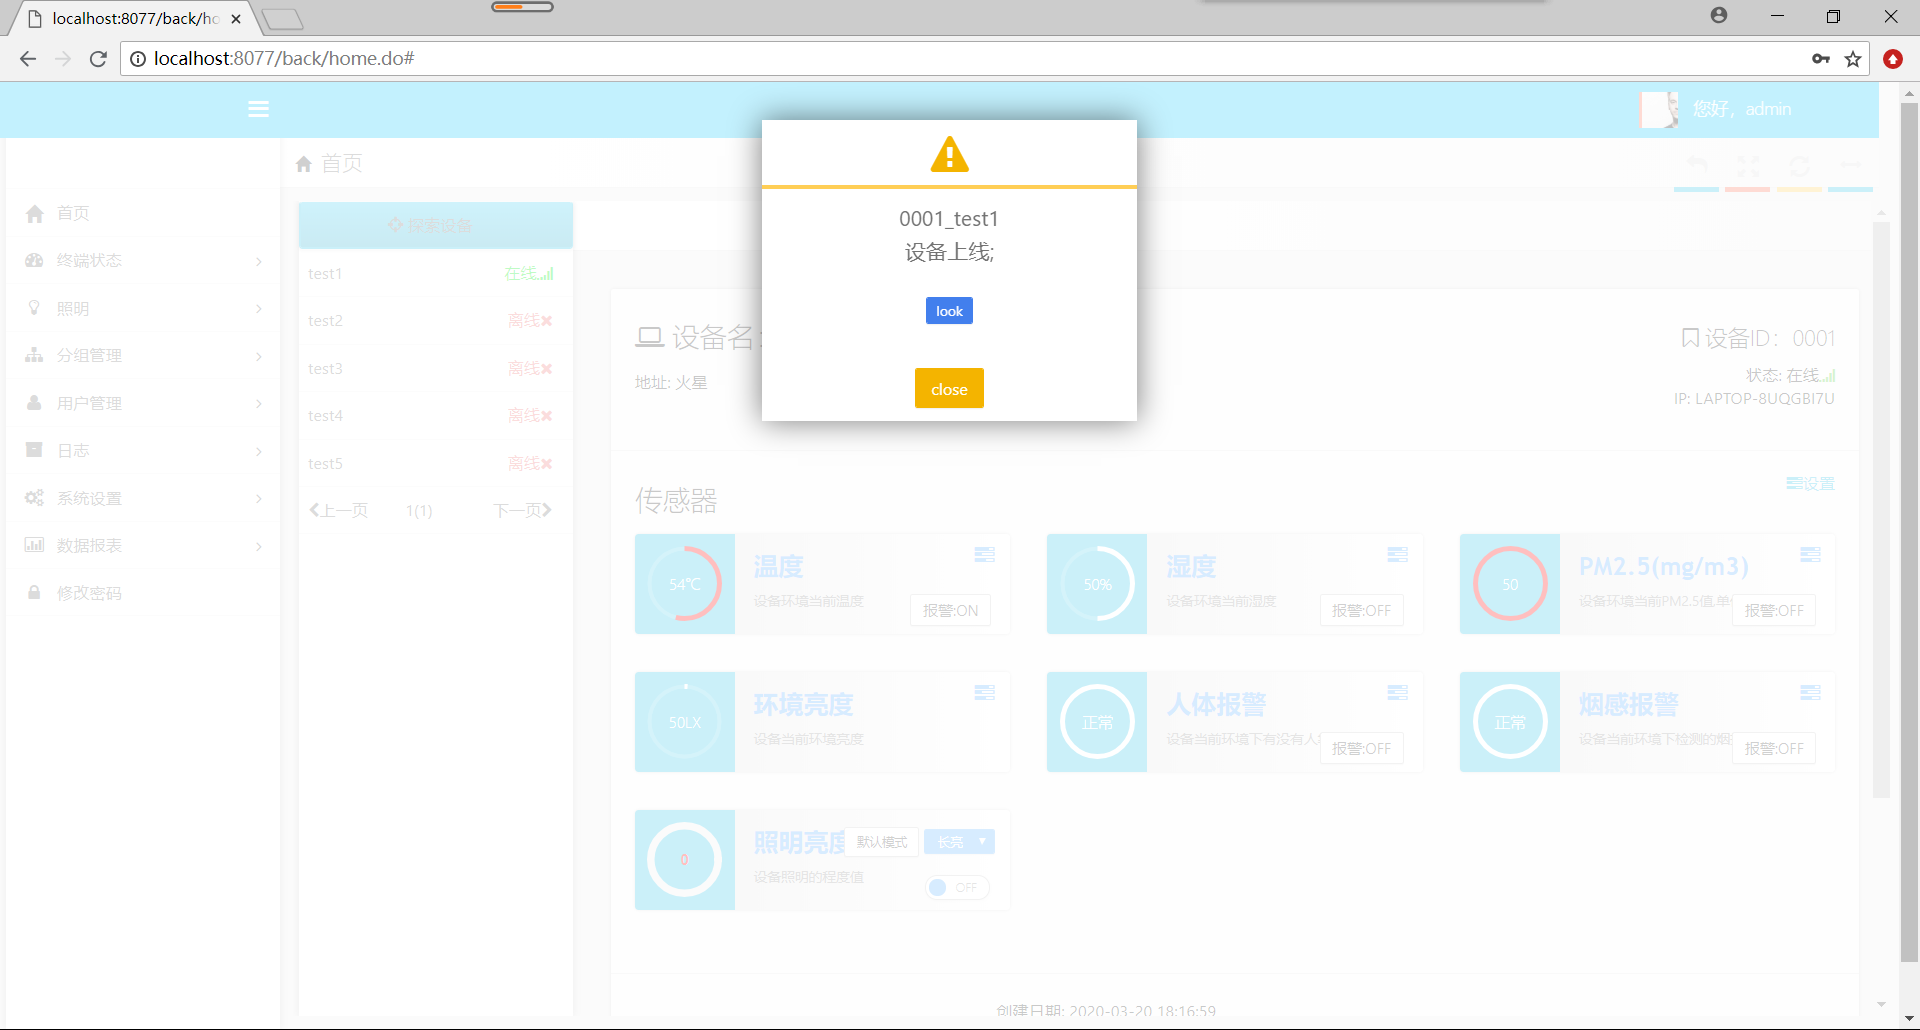 localhost:8077/back/ho
localhost:8077/back/home.do#
您好，admin
首页
首页
终端状态
照明
分组管理
用户管理
日志
系统设置
数据报表
修改密码
探索设备
test1 在线
test2 离线
test3 离线
test4 离线
test5 离线
上一页 1(1) 下一页
0001_test1
设备上线;
look
close
设备名:
设备ID：0001
地址: 火星
状态: 在线
IP: LAPTOP-8UQGBI7U
传感器
设置
54℃
温度
设备环境当前温度
报警:ON
50%
湿度
设备环境当前湿度
报警:OFF
50
PM2.5(mg/m3)
设备环境当前PM2.5值,单
报警:OFF
50LX
环境亮度
设备当前环境亮度
正常
人体报警
设备当前环境下有没有人
报警:OFF
正常
烟感报警
设备当前环境下检测的烟
报警:OFF
0
照明亮度
默认模式
长亮
设备照明的程度值
OFF
创建日期: 2020-03-20 18:16:59